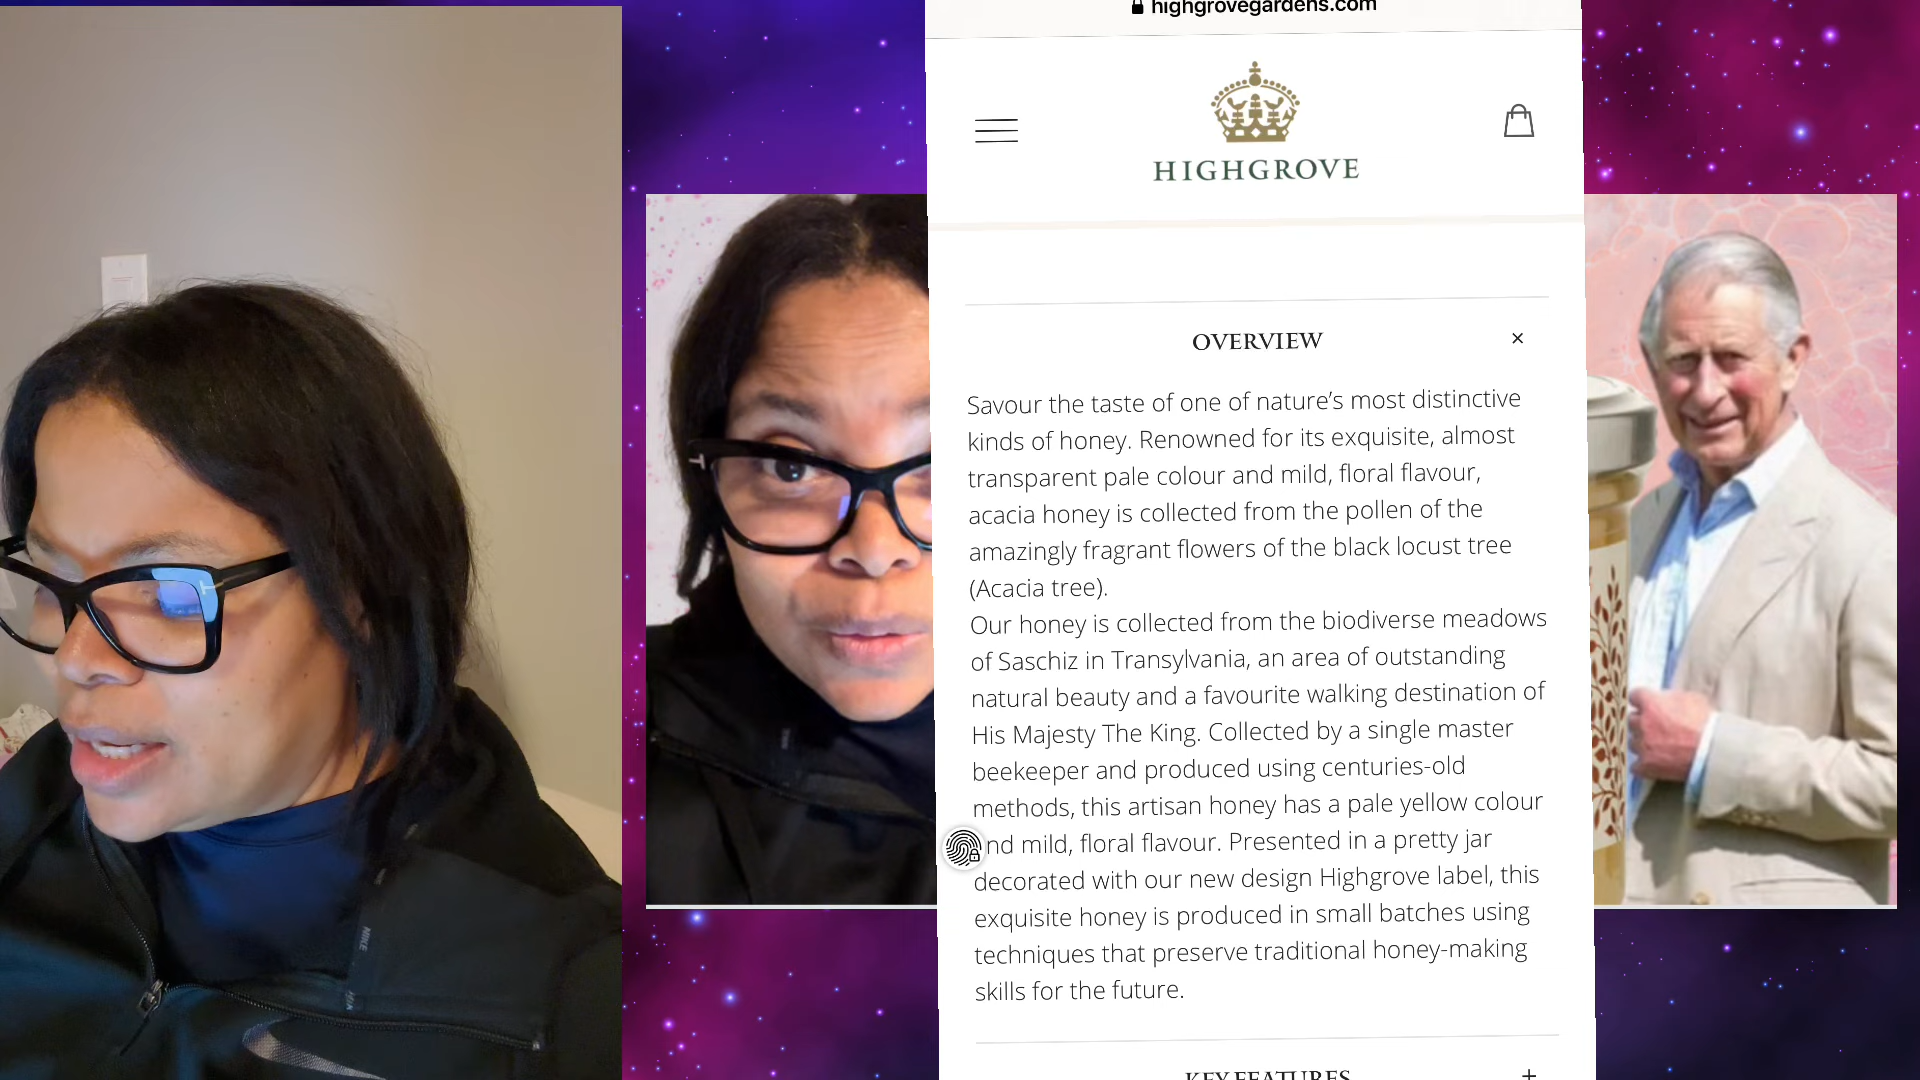 highgrovegardens.com
HIGHGROVE
OVERVIEW
Savour the taste of one of nature's most distinctive
kinds of honey. Renowned for its exquisite, almost
transparent pale colour and mild, floral flavour,
acacia honey is collected from the pollen of the
amazingly fragrant flowers of the black locust tree
(Acacia tree).
Our honey is collected from the biodiverse meadows
of Saschiz in Transylvania, an area of outstanding
natural beauty and a favourite walking destination of
His Majesty The King. Collected by a single master
beekeeper and produced using centuries-old
methods, this artisan honey has a pale yellow colour
and mild, floral flavour. Presented in a pretty jar
decorated with our new design Highgrove label, this
exquisite honey is produced in small batches using
techniques that preserve traditional honey-making
skills for the future.
KEY FEATURES
NIKE